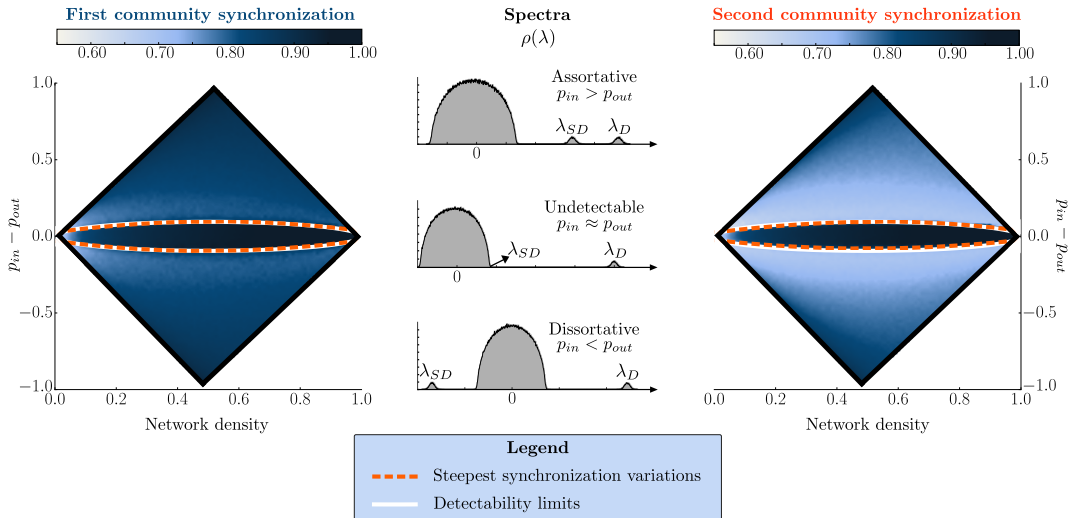 First community synchronization
0.60 0.70 0.80 0.90 1.00
1.0
0.5
0.0
−0.5
−1.0
p_in − p_out
0.0 0.2 0.4 0.6 0.8 1.0
Network density
Spectra
ρ(λ)
Assortative
p_in > p_out
λ_SD λ_D
0
Undetectable
p_in ≈ p_out
λ_SD λ_D
0
Dissortative
p_in < p_out
λ_SD λ_D
0
Second community synchronization
0.60 0.70 0.80 0.90 1.00
1.0
0.5
0.0
−0.5
−1.0
p_in − p_out
0.0 0.2 0.4 0.6 0.8 1.0
Network density
Legend
Steepest synchronization variations
Detectability limits